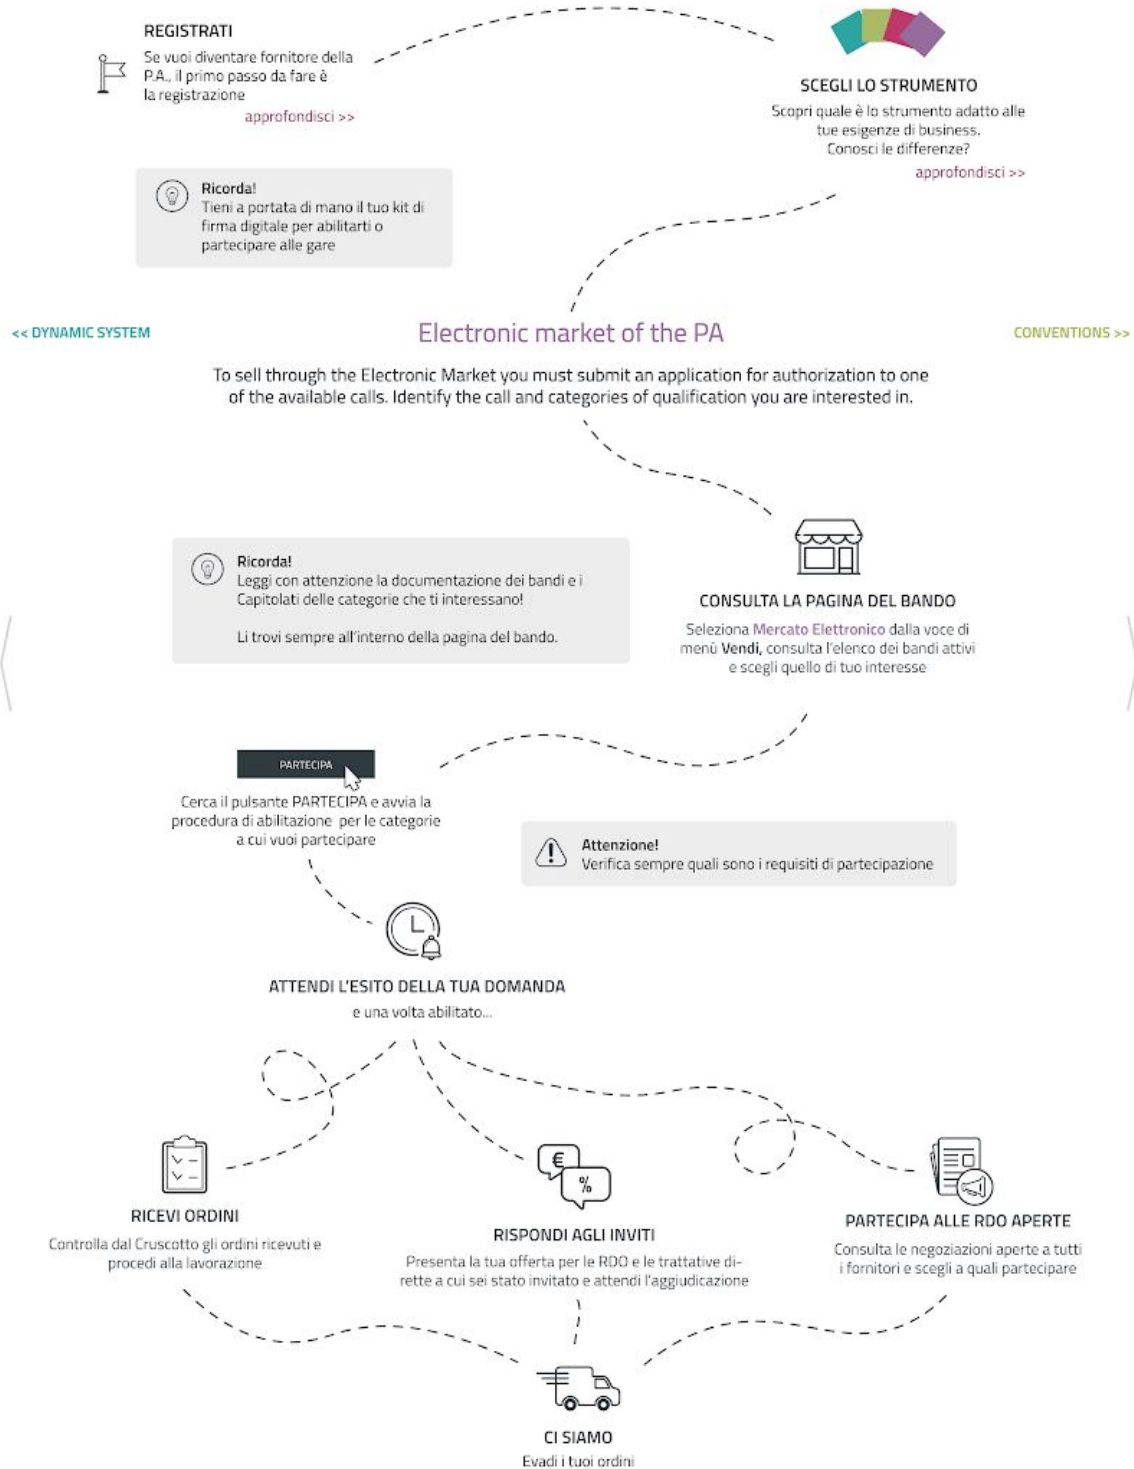 REGISTRATI
Se vuoi diventare fornitore della
P.A., il primo passo da fare è
la registrazione
approfondisci >>
SCEGLI LO STRUMENTO
Scopri quale è lo strumento adatto alle
tue esigenze di business.
Conosci le differenze?
approfondisci >>
Ricorda!
Tieni a portata di mano il tuo kit di
firma digitale per abilitarti o
partecipare alle gare
<< DYNAMIC SYSTEM
Electronic market of the PA
CONVENTIONS >>
To sell through the Electronic Market you must submit an application for authorization to one
of the available calls. Identify the call and categories of qualification you are interested in.
Ricorda!
Leggi con attenzione la documentazione dei bandi e i
Capitolati delle categorie che ti interessano!
Li trovi sempre all'interno della pagina del bando.
CONSULTA LA PAGINA DEL BANDO
Seleziona Mercato Elettronico dalla voce di
menù Vendi, consulta l'elenco dei bandi attivi
e scegli quello di tuo interesse
PARTECIPA
Cerca il pulsante PARTECIPA e avvia la
procedura di abilitazione per le categorie
a cui vuoi partecipare
Attenzione!
Verifica sempre quali sono i requisiti di partecipazione
ATTENDI L'ESITO DELLA TUA DOMANDA
e una volta abilitato...
RICEVI ORDINI
Controlla dal Cruscotto gli ordini ricevuti e
procedi alla lavorazione
€
%
RISPONDI AGLI INVITI
Presenta la tua offerta per le RDO e le trattative di-
rette a cui sei stato invitato e attendi l'aggiudicazione
PARTECIPA ALLE RDO APERTE
Consulta le negoziazioni aperte a tutti
i fornitori e scegli a quali partecipare
CI SIAMO
Evadi i tuoi ordini